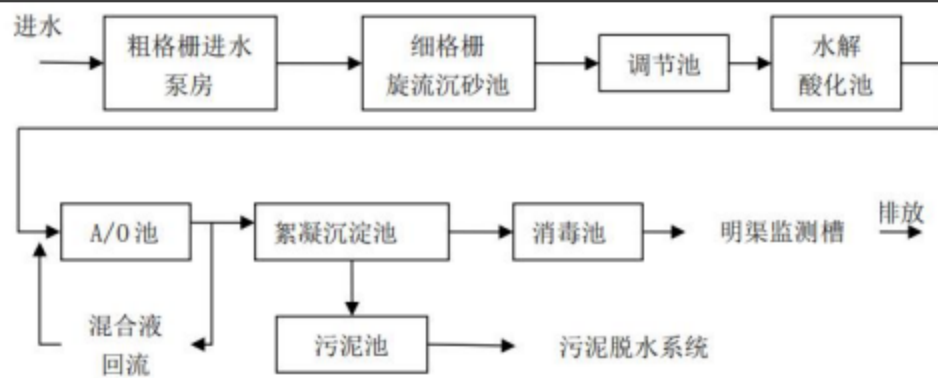 进水
粗格栅进水
泵房
细格栅
旋流沉砂池
调节池
水解
酸化池
A/O池
絮凝沉淀池
消毒池
明渠监测槽
排放
混合液
回流
污泥池
污泥脱水系统